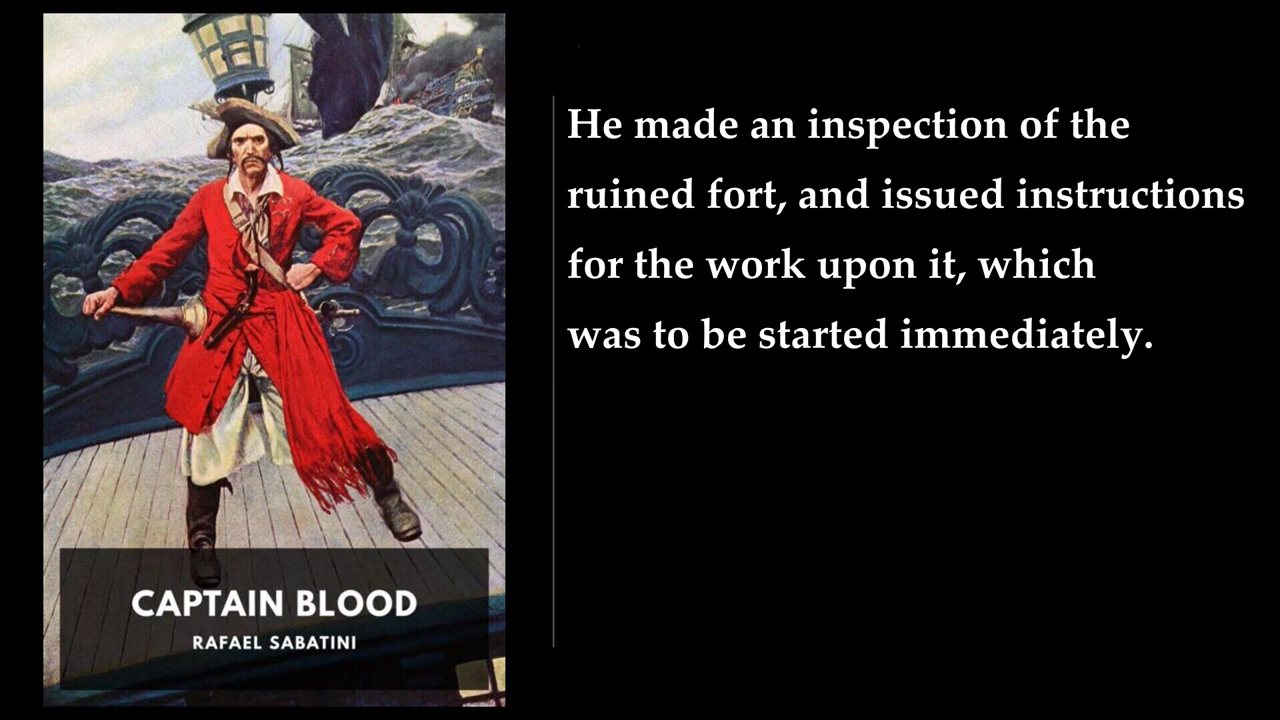 He made an inspection of the
ruined fort, and issued instructions
for the work upon it, which
was to be started immediately.
CAPTAIN BLOOD
RAFAEL SABATINI